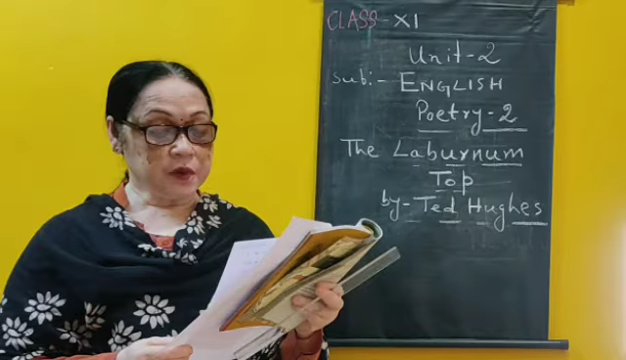 CLASS - XI
Unit-2
Sub:- ENGLISH
Poetry-2
The Laburnum
Top
by- Ted Hughes